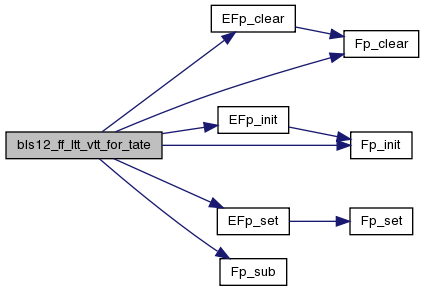 EFp_clear
Fp_clear
EFp_init
bls12_ff_ltt_vtt_for_tate
Fp_init
EFp_set
Fp_set
Fp_sub